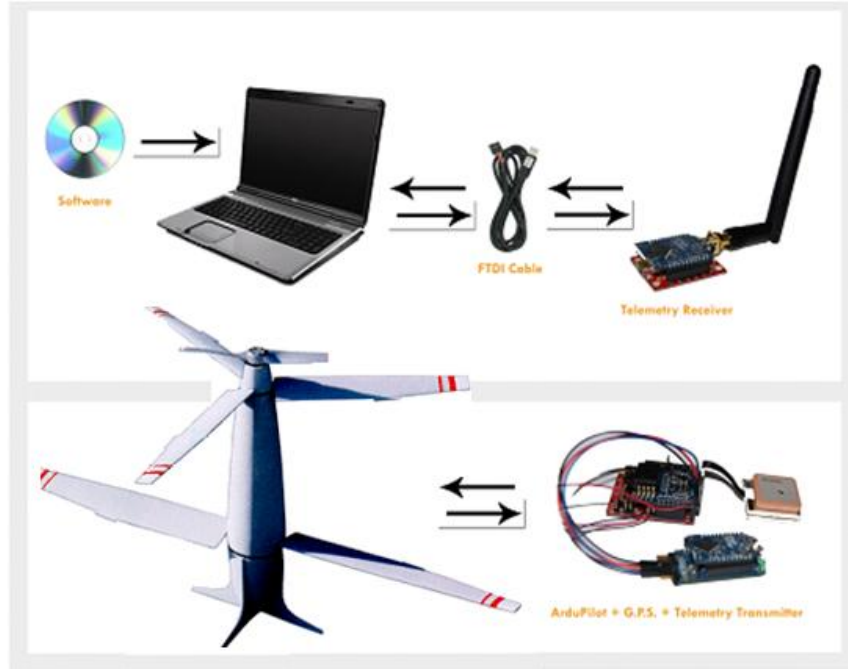 Software
FTDI Cable
Telemetry Receiver
ArduPilot + G.P.S. + Telemetry Transmitter